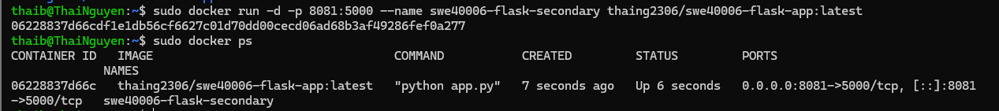 thaib@ThaiNguyen:~$ sudo docker run -d -p 8081:5000 --name swe40006-flask-secondary thaing2306/swe40006-flask-app:latest
06228837d66cdf1e1db56cf6627c01d70dd00cecd06ad68b3af49286fef0a277
thaib@ThaiNguyen:~$ sudo docker ps
CONTAINER ID   IMAGE                                  COMMAND           CREATED         STATUS         PORTS
             NAMES
06228837d66c   thaing2306/swe40006-flask-app:latest   "python app.py"   7 seconds ago   Up 6 seconds   0.0.0.0:8081->5000/tcp, [::]:8081
->5000/tcp   swe40006-flask-secondary